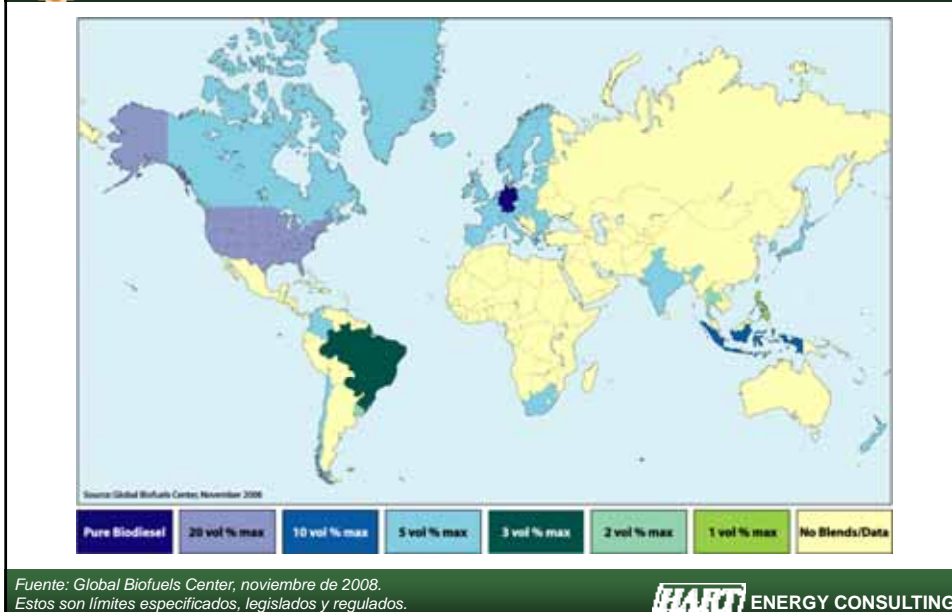 Source: Global Biofuels Center, November 2008
Pure Biodiesel
20 vol % max
10 vol % max
5 vol % max
3 vol % max
2 vol % max
1 vol % max
No Blends/Data
Fuente: Global Biofuels Center, noviembre de 2008.
Estos son límites especificados, legislados y regulados.
HART ENERGY CONSULTING